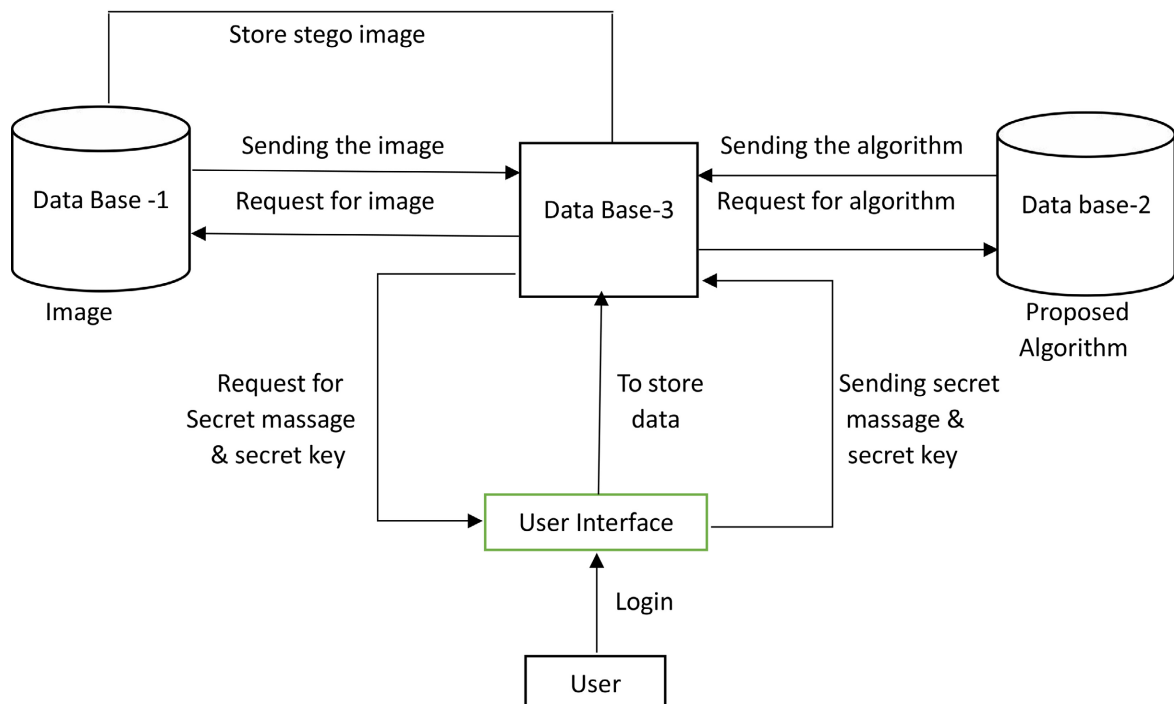 Store stego image
Sending the image
Sending the algorithm
Data Base -1
Request for image
Data Base-3
Request for algorithm
Data base-2
Image
Proposed
Algorithm
Request for
Secret massage
& secret key
To store
data
Sending secret
massage &
secret key
User Interface
Login
User